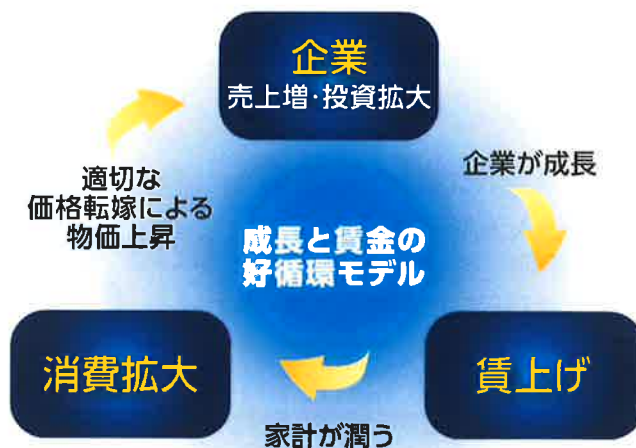 企業
売上増・投資拡大
企業が成長
適切な
価格転嫁による
物価上昇
成長と賃金の
好循環モデル
賃上げ
消費拡大
家計が潤う